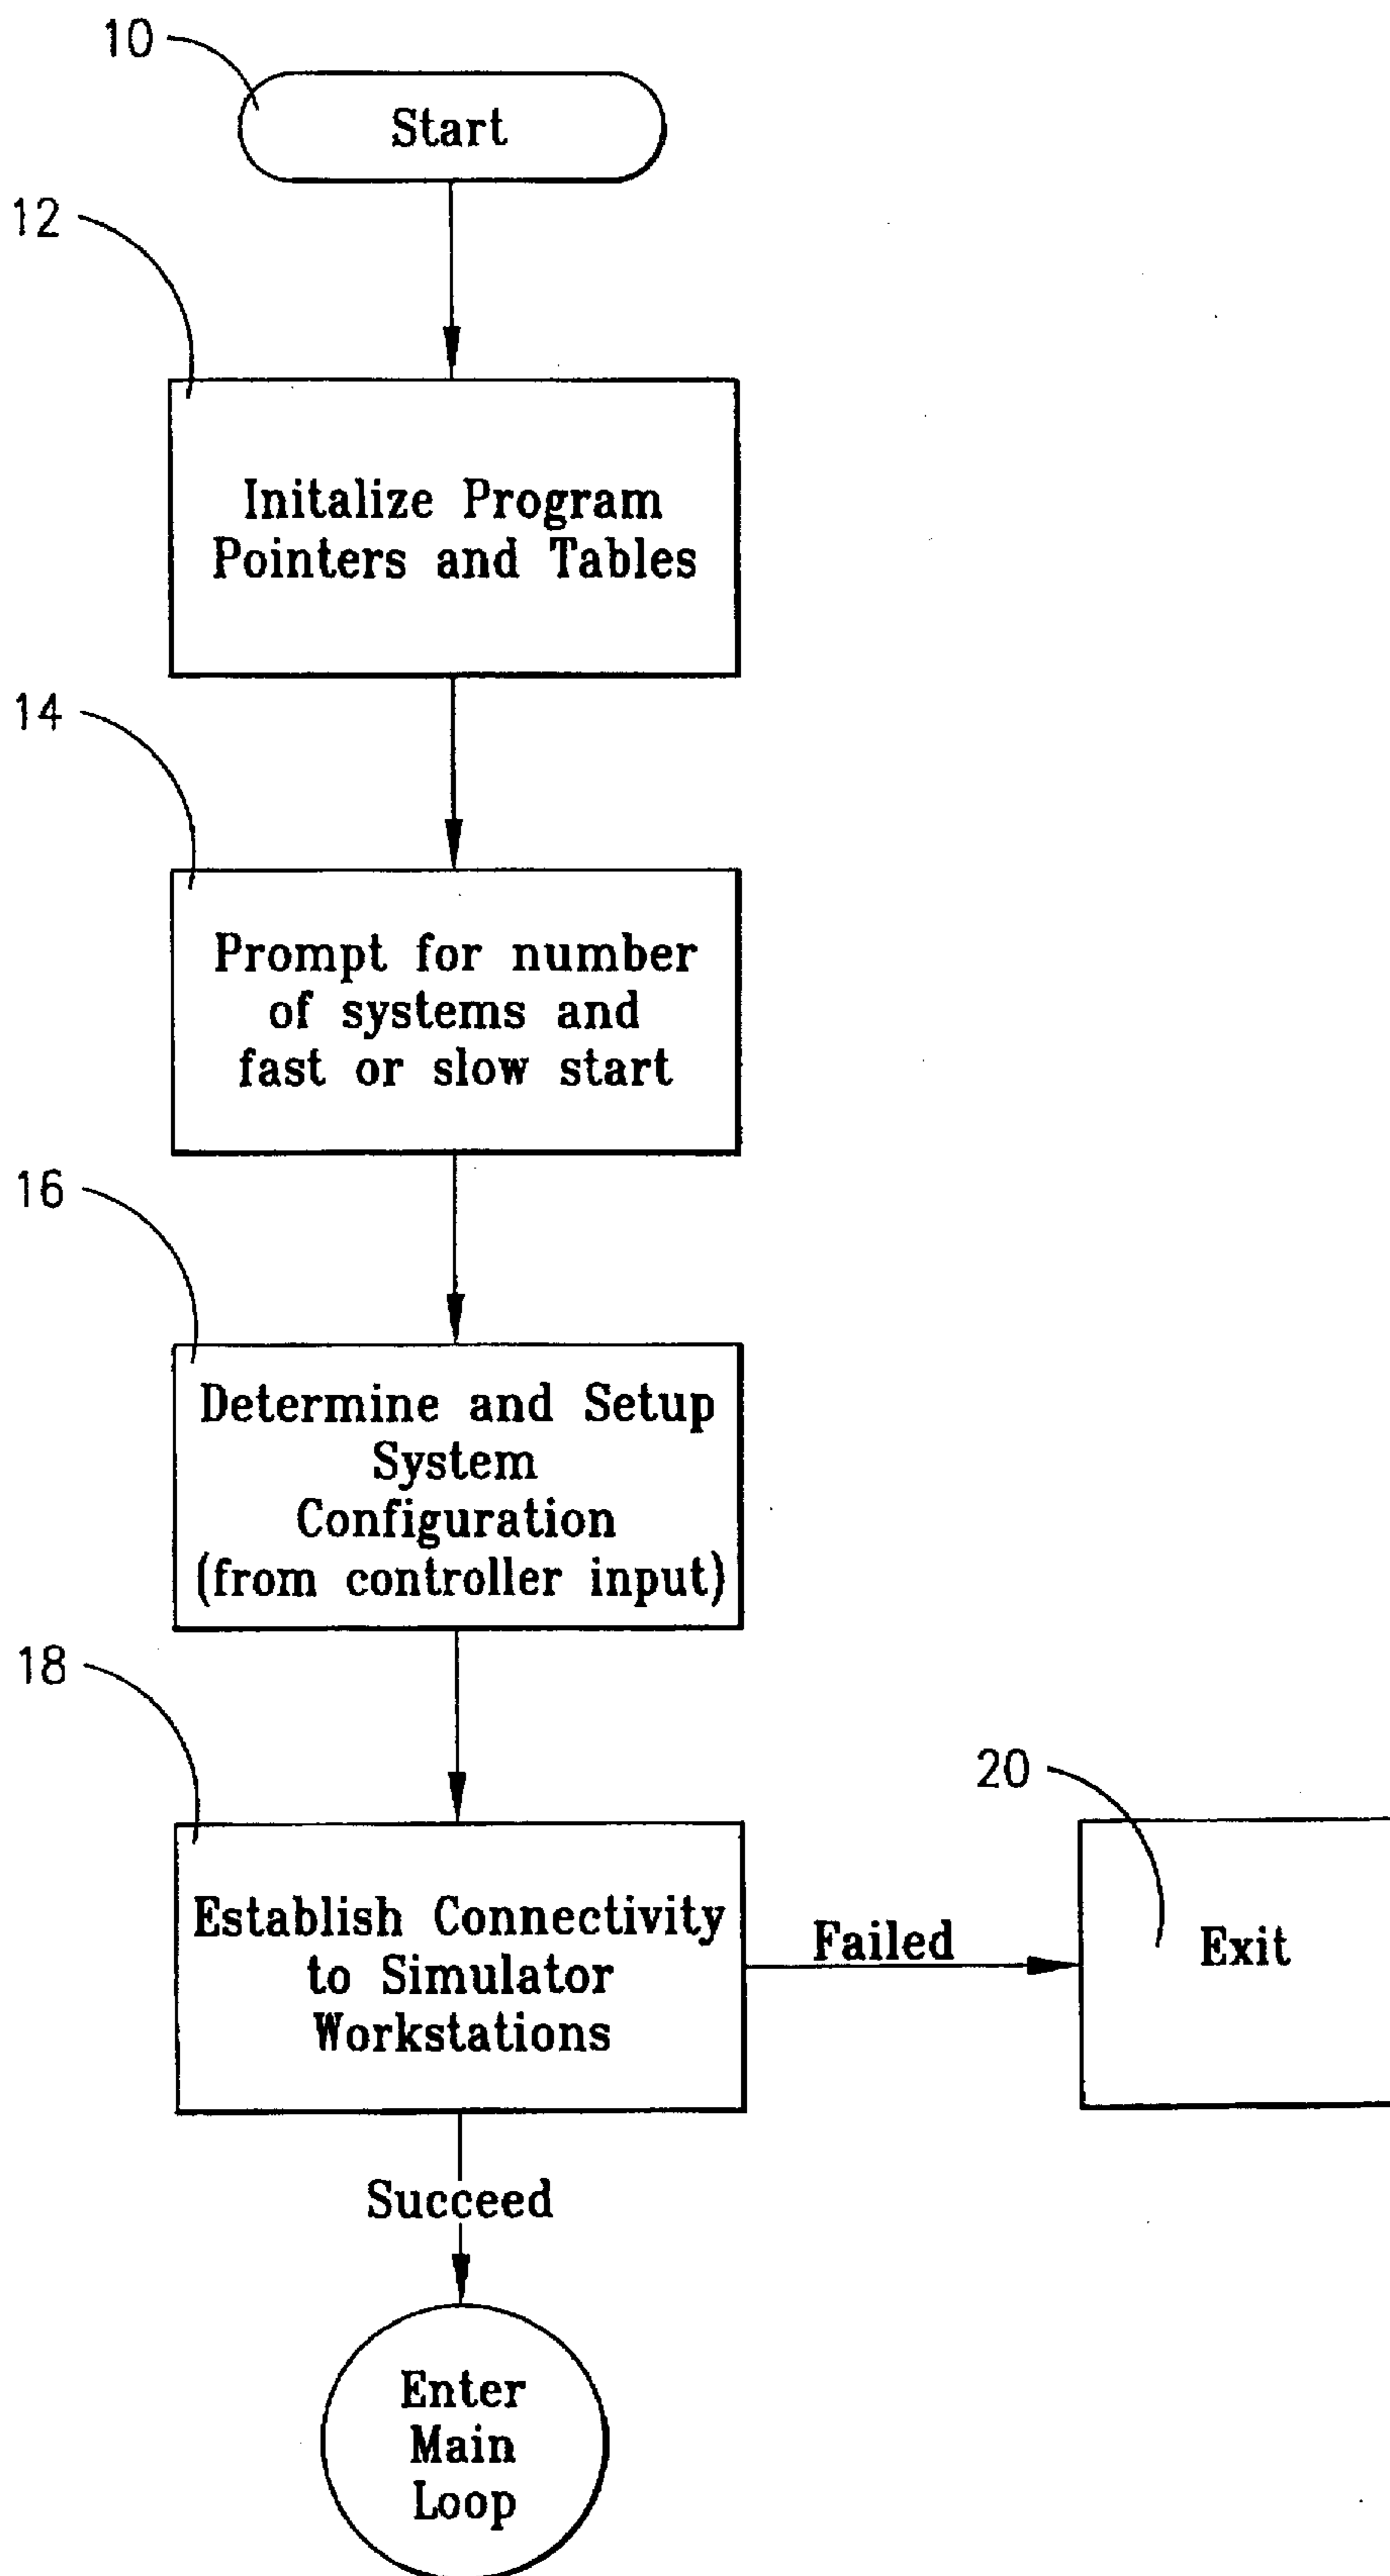 10
Start
12
Initalize Program
Pointers and Tables
14
Prompt for number
of systems and
fast or slow start
16
Determine and Setup
System
Configuration
(from controller input)
18
Establish Connectivity
to Simulator
Workstations
Failed
20
Exit
Succeed
Enter
Main
Loop